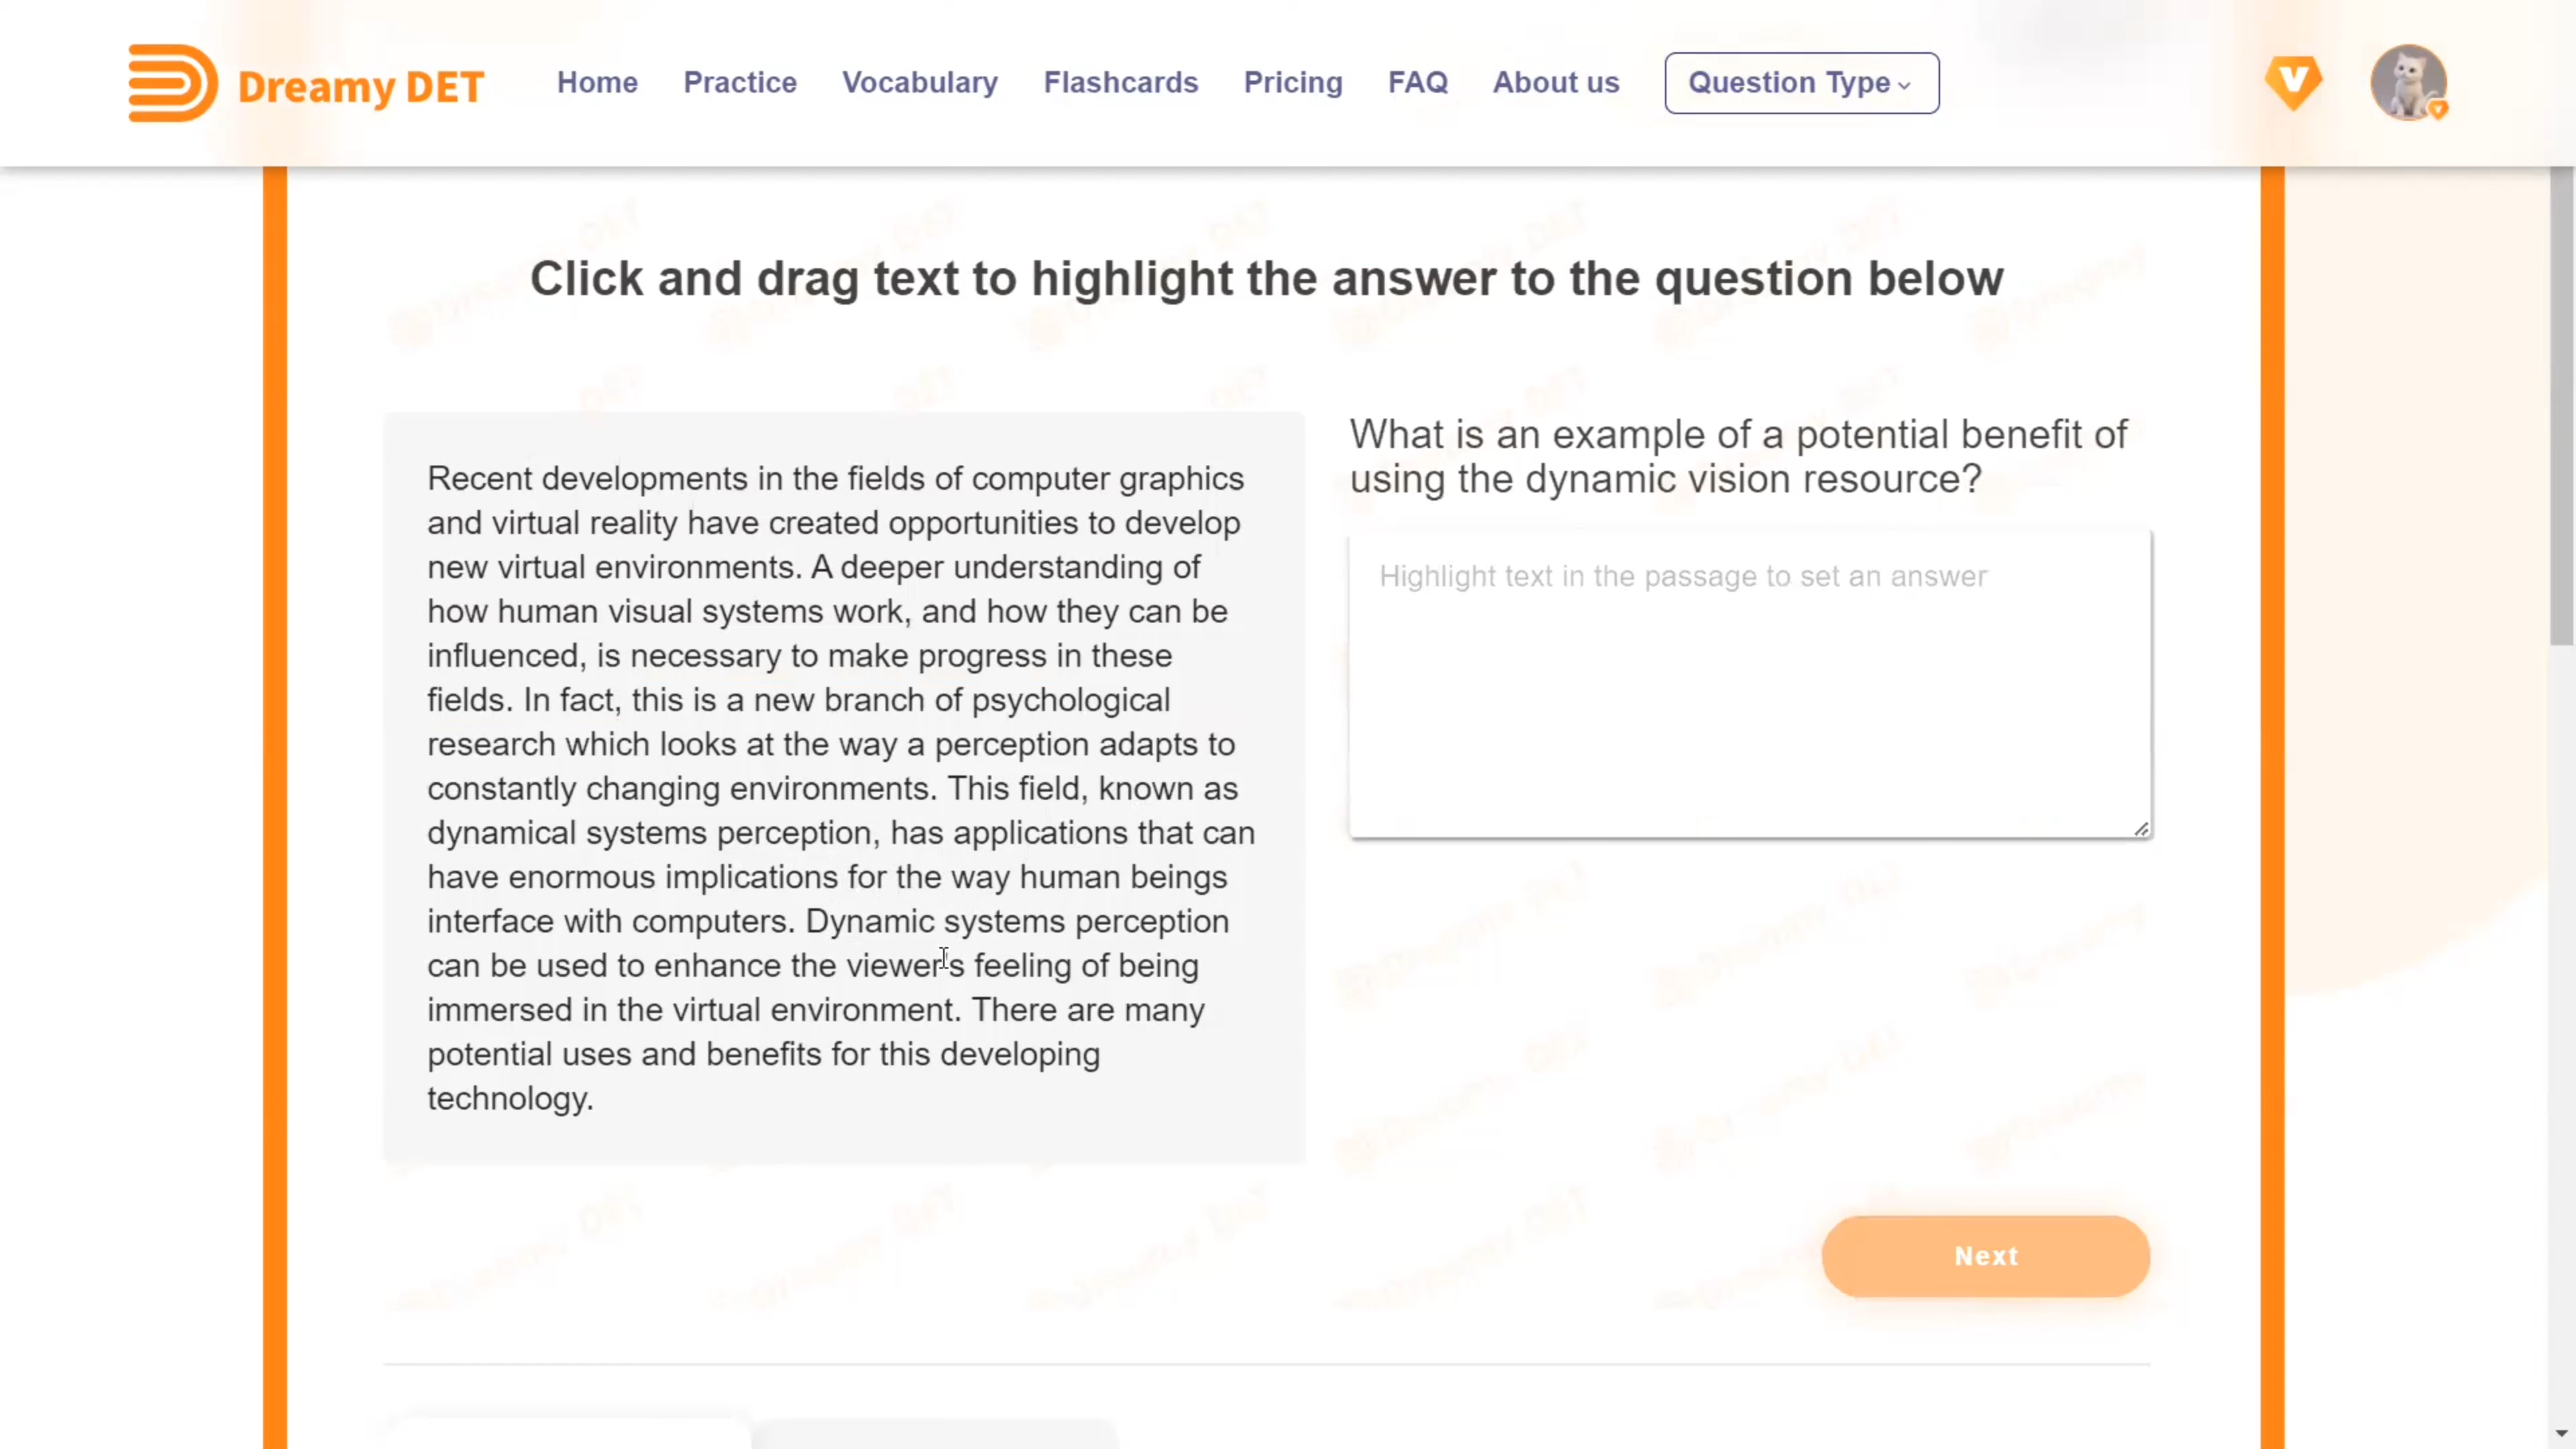 Dreamy DET
Home Practice Vocabulary Flashcards Pricing FAQ About us Question Type
Click and drag text to highlight the answer to the question below
Recent developments in the fields of computer graphics
and virtual reality have created opportunities to develop
new virtual environments. A deeper understanding of
how human visual systems work, and how they can be
influenced, is necessary to make progress in these
fields. In fact, this is a new branch of psychological
research which looks at the way a perception adapts to
constantly changing environments. This field, known as
dynamical systems perception, has applications that can
have enormous implications for the way human beings
interface with computers. Dynamic systems perception
can be used to enhance the viewer's feeling of being
immersed in the virtual environment. There are many
potential uses and benefits for this developing
technology.
What is an example of a potential benefit of
using the dynamic vision resource?
Highlight text in the passage to set an answer
Next